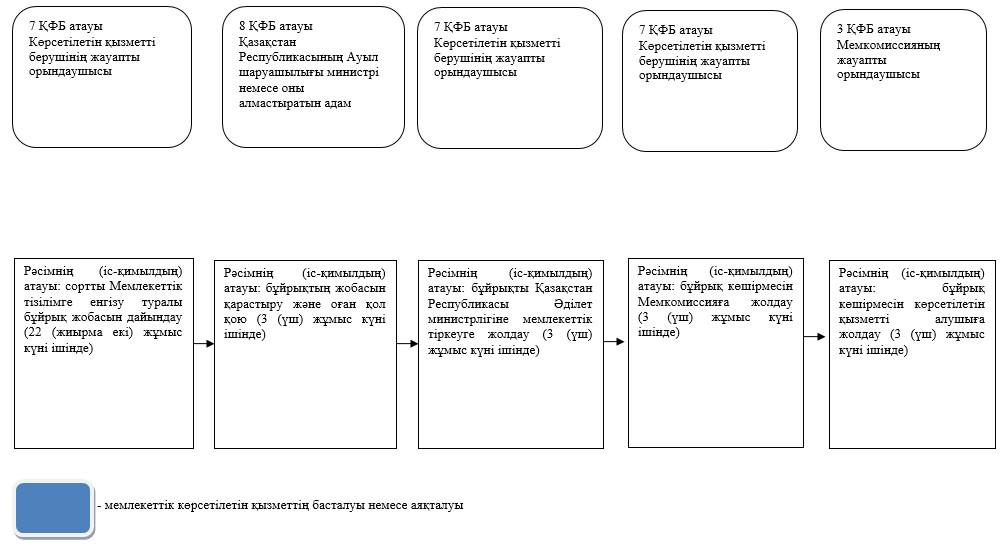 7 ҚФБ атауы
Көрсетілетін қызметті
берушінің жауапты
орындаушысы
8 ҚФБ атауы
Қазақстан
Республикасының Ауыл
шаруашылығы министрі
немесе оны
алмастыратын адам
7 ҚФБ атауы
Көрсетілетін қызметті
берушінің жауапты
орындаушысы
7 ҚФБ атауы
Көрсетілетін қызметті
берушінің жауапты
орындаушысы
3 ҚФБ атауы
Мемкомиссияның
жауапты
орындаушысы
Рәсімнің (іс-қимылдың)
атауы: сортты Мемлекеттік
тізілімге енгізу туралы
бұйрық жобасын дайындау
(22 (жиырма екі) жұмыс
күні ішінде)
Рәсімнің (іс-қимылдың)
атауы: бұйрықтың жобасын
қарастыру және оған қол
қою (3 (үш) жұмыс күні
ішінде)
Рәсімнің (іс-қимылдың)
атауы: бұйрықты Қазақстан
Республикасы Әділет
министрлігіне мемлекеттік
тіркеуге жолдау (3 (үш)
жұмыс күні ішінде)
Рәсімнің (іс-қимылдың)
атауы: бұйрық көшірмесін
Мемкомиссияға жолдау
(3 (үш) жұмыс күні
ішінде)
Рәсімнің (іс-қимылдың)
атауы: бұйрық
көшірмесін көрсетілетін
қызметті алушыға
жолдау (3 (үш) жұмыс
күні ішінде)
- мемлекеттік көрсетілетін қызметтің басталуы немесе аяқталуы